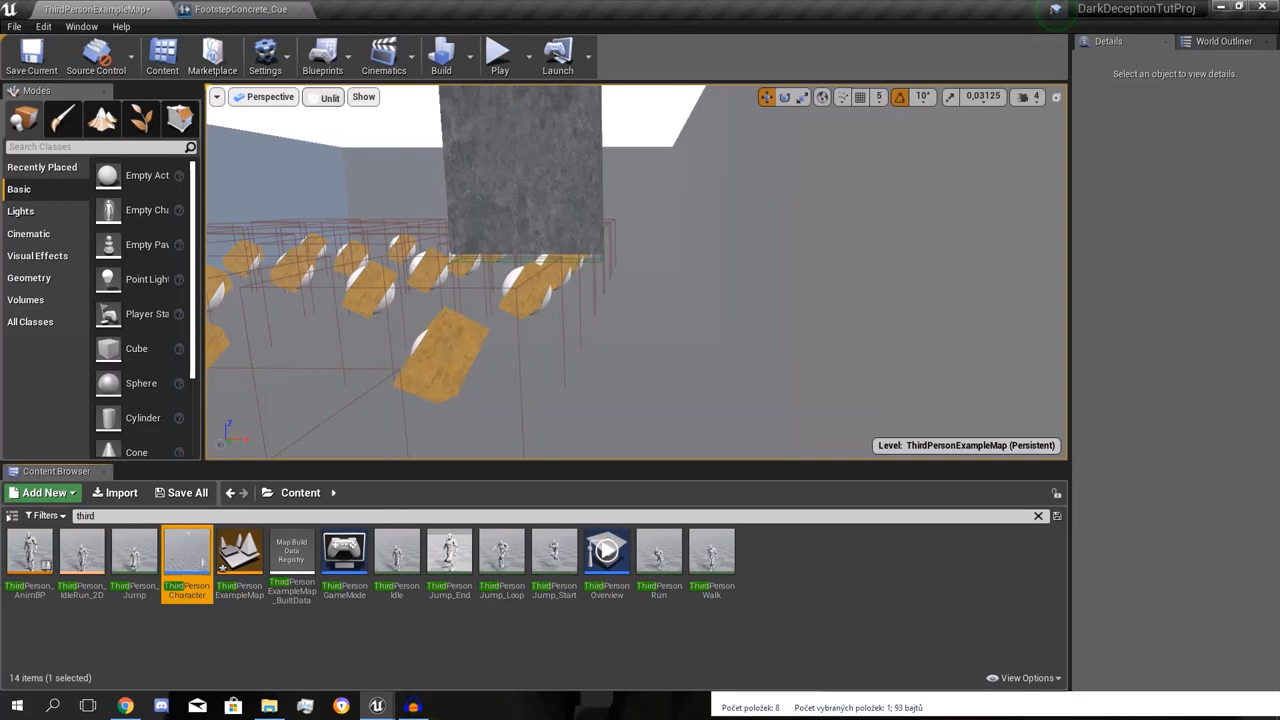 ThirdPersonExampleMap*
FootstepConcrete_Cue
DarkDeceptionTutProj
File Edit Window Help
Save Current
Source Control
Content
Marketplace
Settings
Blueprints
Cinematics
Build
Play
Launch
Details
World Outliner
Select an object to view details
Modes
Search Classes
Recently Placed
Basic
Lights
Cinematic
Visual Effects
Geometry
Volumes
All Classes
Empty Act
Empty Cha
Empty Pav
Point Light
Player Sta
Cube
Sphere
Cylinder
Cone
Perspective
Unlit
Show
5
10°
0,03125
4
Z
X
Level: ThirdPersonExampleMap (Persistent)
Content Browser
Add New
Import
Save All
Content
Filters
third
ThirdPerson_
AnimBP
ThirdPerson_
IdleRun_2D
ThirdPerson_
Jump
ThirdPerson
Character
ThirdPerson
ExampleMap
Map Build
Data
Registry
ThirdPerson
ExampleMap
_BuiltData
ThirdPerson
GameMode
ThirdPerson
Idle
ThirdPerson
Jump_End
ThirdPerson
Jump_Loop
ThirdPerson
Jump_Start
ThirdPerson
Overview
ThirdPerson
Run
ThirdPerson
Walk
14 items (1 selected)
View Options
Počet položek: 8 Počet vybraných položek: 1; 93 bajtů